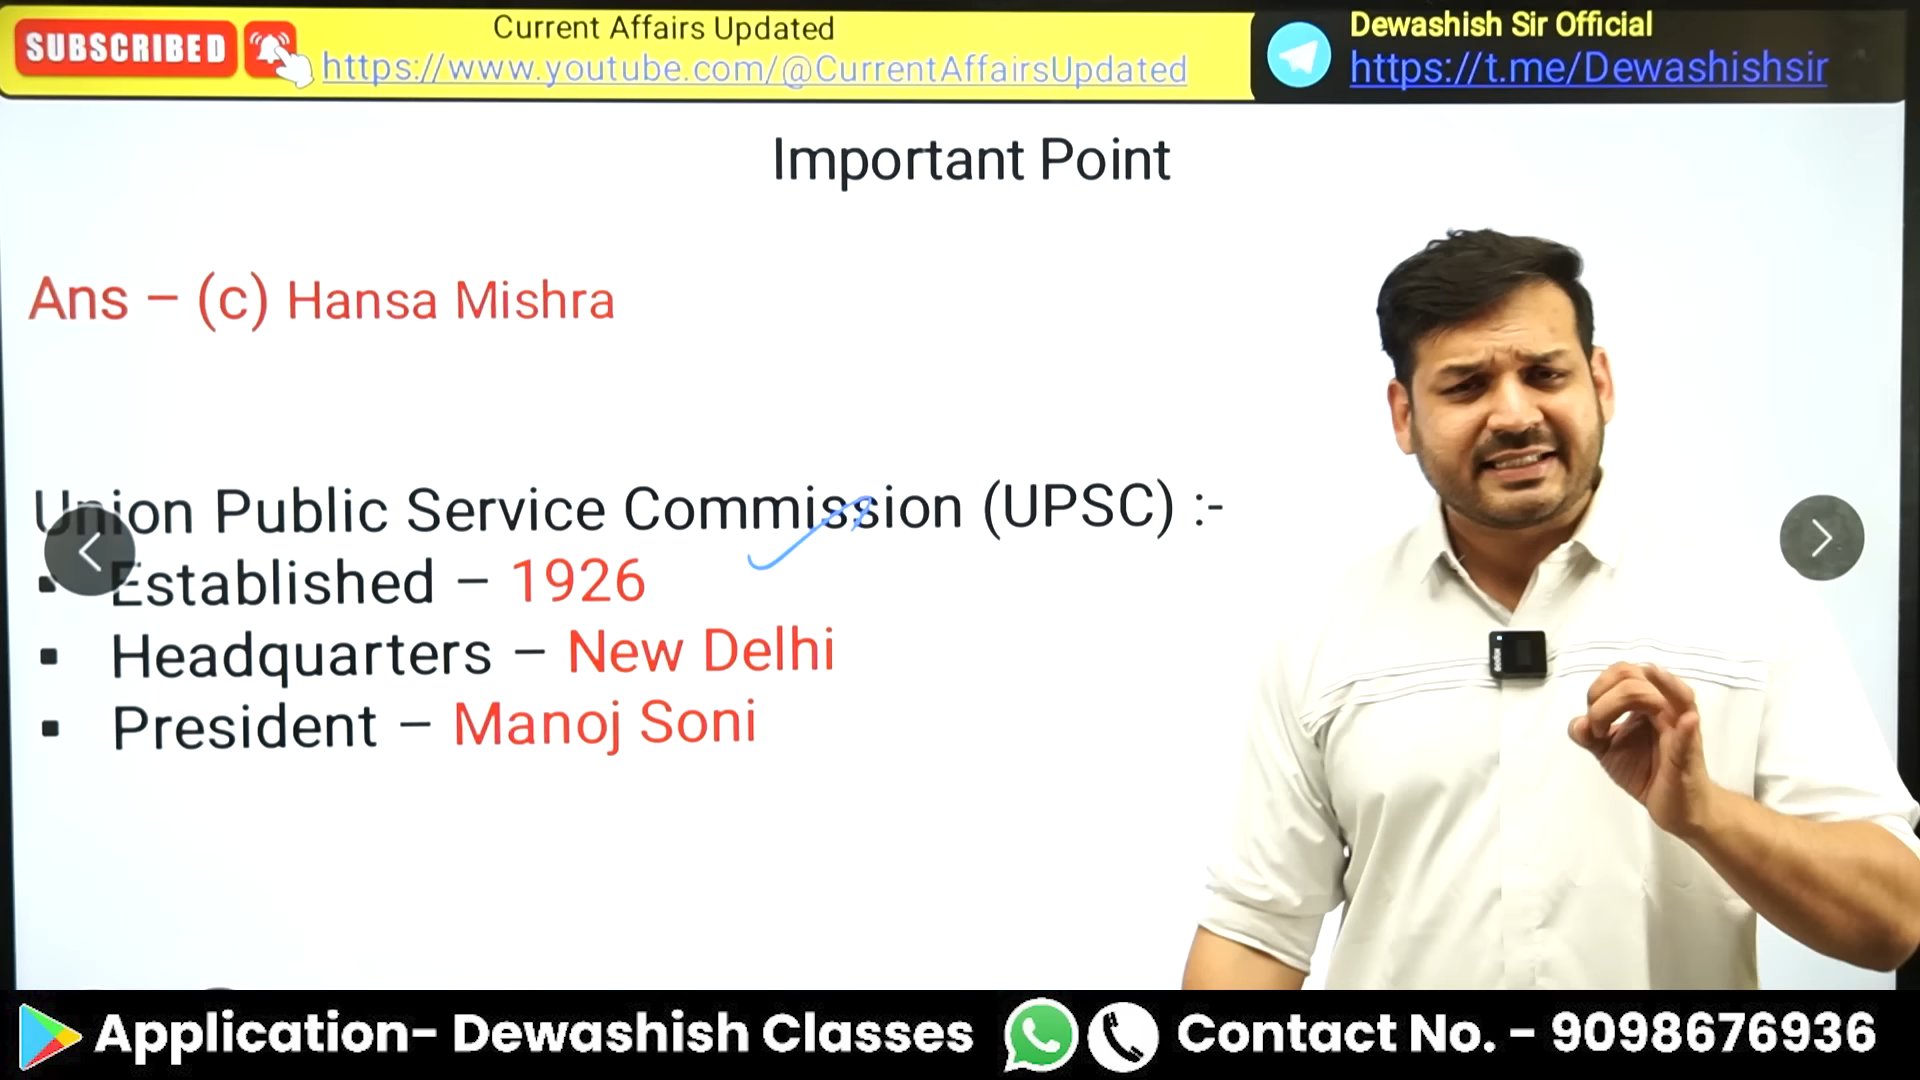 SUBSCRIBED
Current Affairs Updated
https://www.youtube.com/@CurrentAffairsUpdated
Dewashish Sir Official
https://t.me/Dewashishsir
Important Point
Ans – (c) Hansa Mishra
Union Public Service Commission (UPSC) :-
▪ Established – 1926
▪ Headquarters – New Delhi
▪ President – Manoj Soni
Application- Dewashish Classes
Contact No. - 9098676936